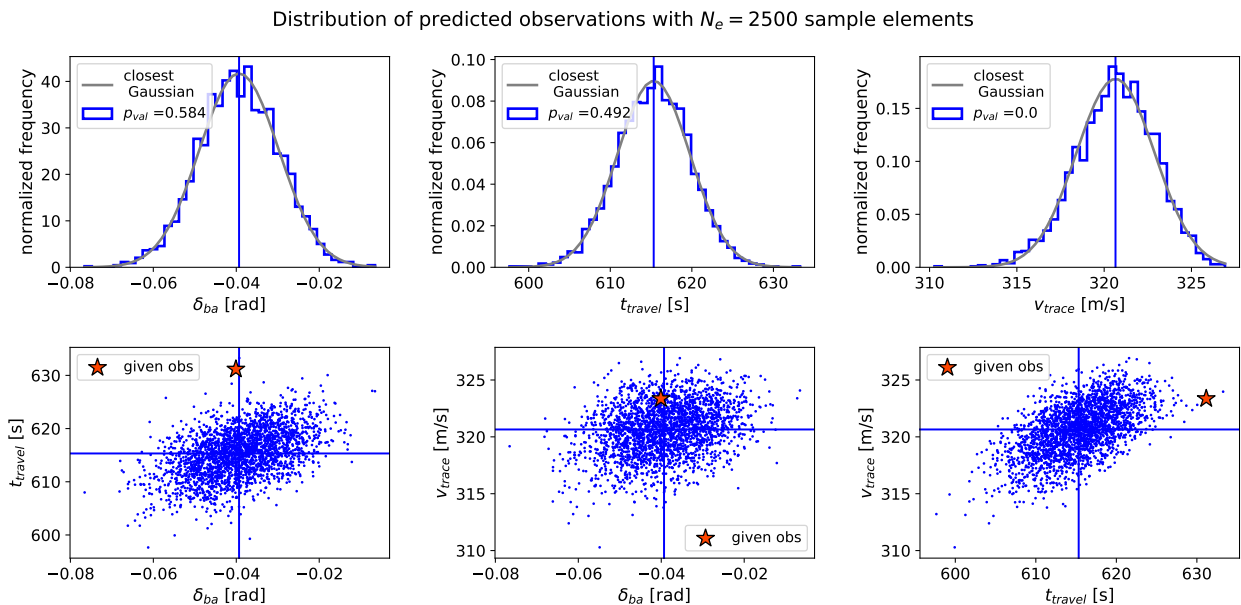 Distribution of predicted observations with N_e = 2500 sample elements
normalized frequency
40
30
20
10
0
closest
Gaussian
p_val =0.584
−0.08 −0.06 −0.04 −0.02
δ_ba [rad]
normalized frequency
0.10
0.08
0.06
0.04
0.02
0.00
closest
Gaussian
p_val =0.492
600 610 620 630
t_travel [s]
normalized frequency
0.15
0.10
0.05
0.00
closest
Gaussian
p_val =0.0
310 315 320 325
v_trace [m/s]
t_travel [s]
630
620
610
600
given obs
−0.08 −0.06 −0.04 −0.02
δ_ba [rad]
v_trace [m/s]
325
320
315
310
given obs
−0.08 −0.06 −0.04 −0.02
δ_ba [rad]
v_trace [m/s]
325
320
315
310
given obs
600 610 620 630
t_travel [s]